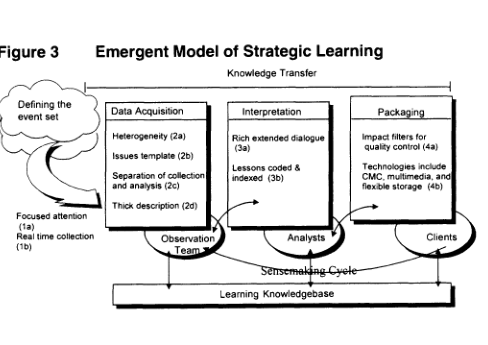 Figure 3 Emergent Model of Strategic Learning
Knowledge Transfer
Defining the
event set
Data Acquisition
Heterogeneity (2a)
Issues template (2b)
Separation of collection
and analysis (2c)
Thick description (2d)
Interpretation
Rich extended dialogue
(3a)
Lessons coded &
indexed (3b)
Packaging
Impact filters for
quality control (4a)
Technologies include
CMC, multimedia, and
flexible storage (4b)
Focused attention
(1a)
Real time collection
(1b)
Observation
Team
Analysts
Clients
Sensemaking Cycle
Learning Knowledgebase